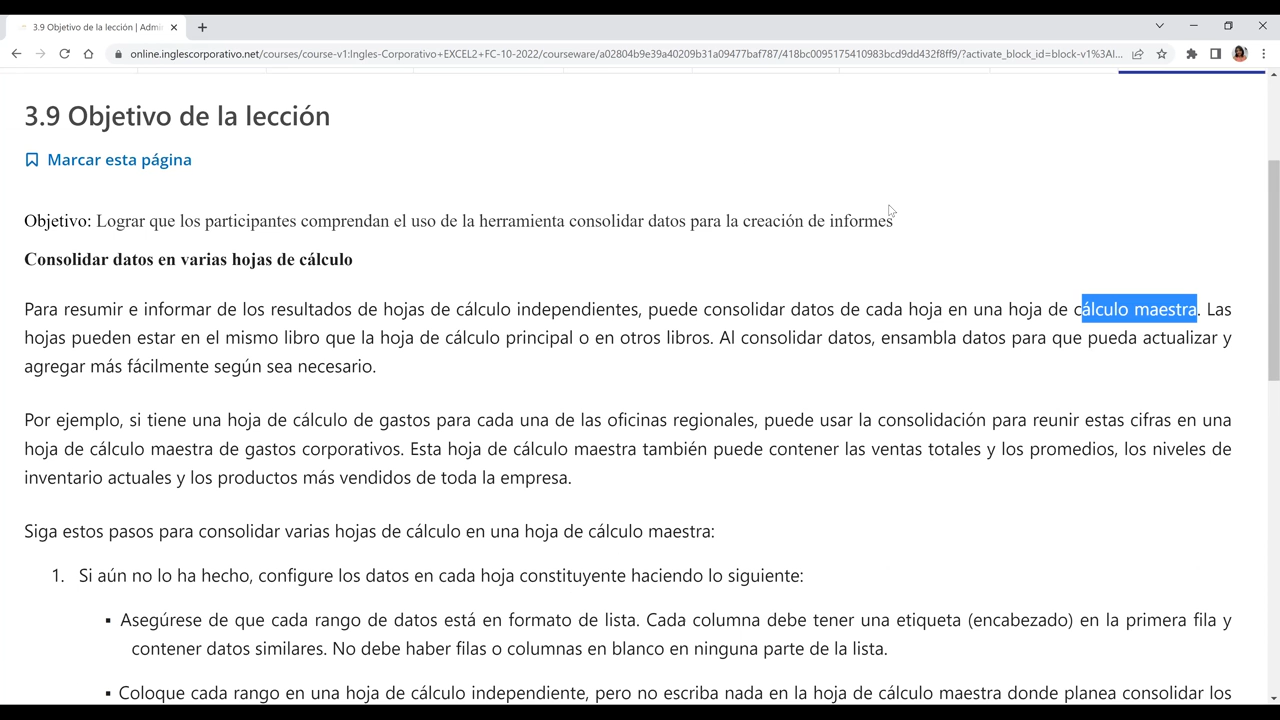 3.9 Objetivo de la lección | Admi
online.inglescorporativo.net/courses/course-v1:Ingles-Corporativo+EXCEL2+FC-10-2022/courseware/a02804b9e39a40209b31a09477baf787/418bc0095175410983bcd9dd432f8ff9/?activate_block_id=block-v1%3Al...
3.9 Objetivo de la lección
Marcar esta página
Objetivo: Lograr que los participantes comprendan el uso de la herramienta consolidar datos para la creación de informes
Consolidar datos en varias hojas de cálculo
Para resumir e informar de los resultados de hojas de cálculo independientes, puede consolidar datos de cada hoja en una hoja de cálculo maestra. Las
hojas pueden estar en el mismo libro que la hoja de cálculo principal o en otros libros. Al consolidar datos, ensambla datos para que pueda actualizar y
agregar más fácilmente según sea necesario.
Por ejemplo, si tiene una hoja de cálculo de gastos para cada una de las oficinas regionales, puede usar la consolidación para reunir estas cifras en una
hoja de cálculo maestra de gastos corporativos. Esta hoja de cálculo maestra también puede contener las ventas totales y los promedios, los niveles de
inventario actuales y los productos más vendidos de toda la empresa.
Siga estos pasos para consolidar varias hojas de cálculo en una hoja de cálculo maestra:
1. Si aún no lo ha hecho, configure los datos en cada hoja constituyente haciendo lo siguiente:
▪ Asegúrese de que cada rango de datos está en formato de lista. Cada columna debe tener una etiqueta (encabezado) en la primera fila y
contener datos similares. No debe haber filas o columnas en blanco en ninguna parte de la lista.
▪ Coloque cada rango en una hoja de cálculo independiente, pero no escriba nada en la hoja de cálculo maestra donde planea consolidar los